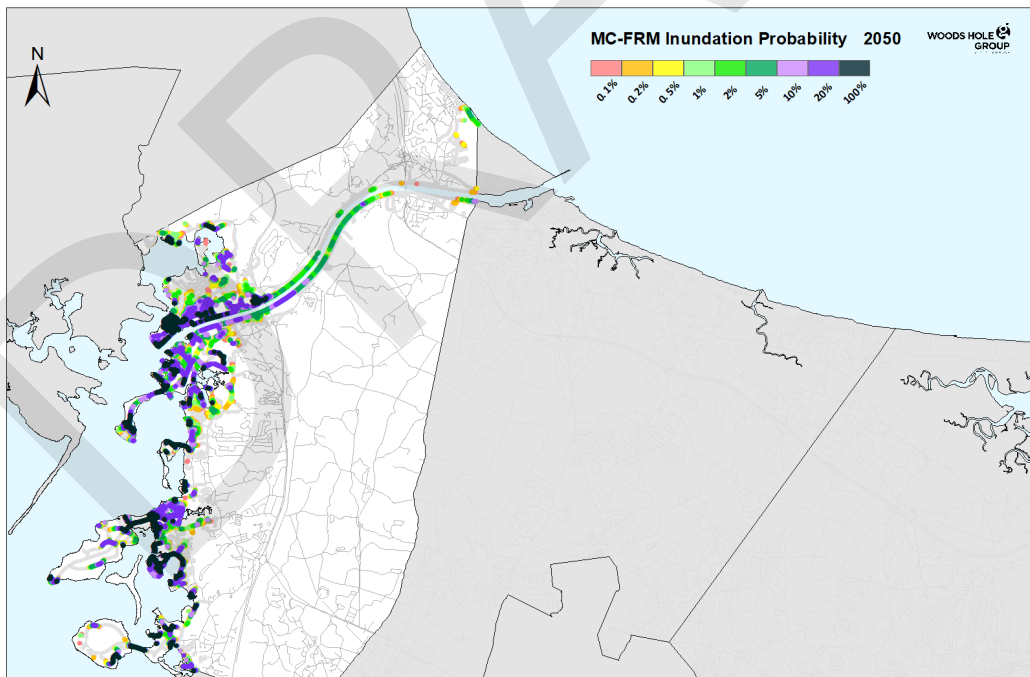 MC-FRM Inundation Probability 2050
WOODS HOLE
GROUP
0.1% 0.2% 0.5% 1% 2% 5% 10% 20% 100%
N
DRA